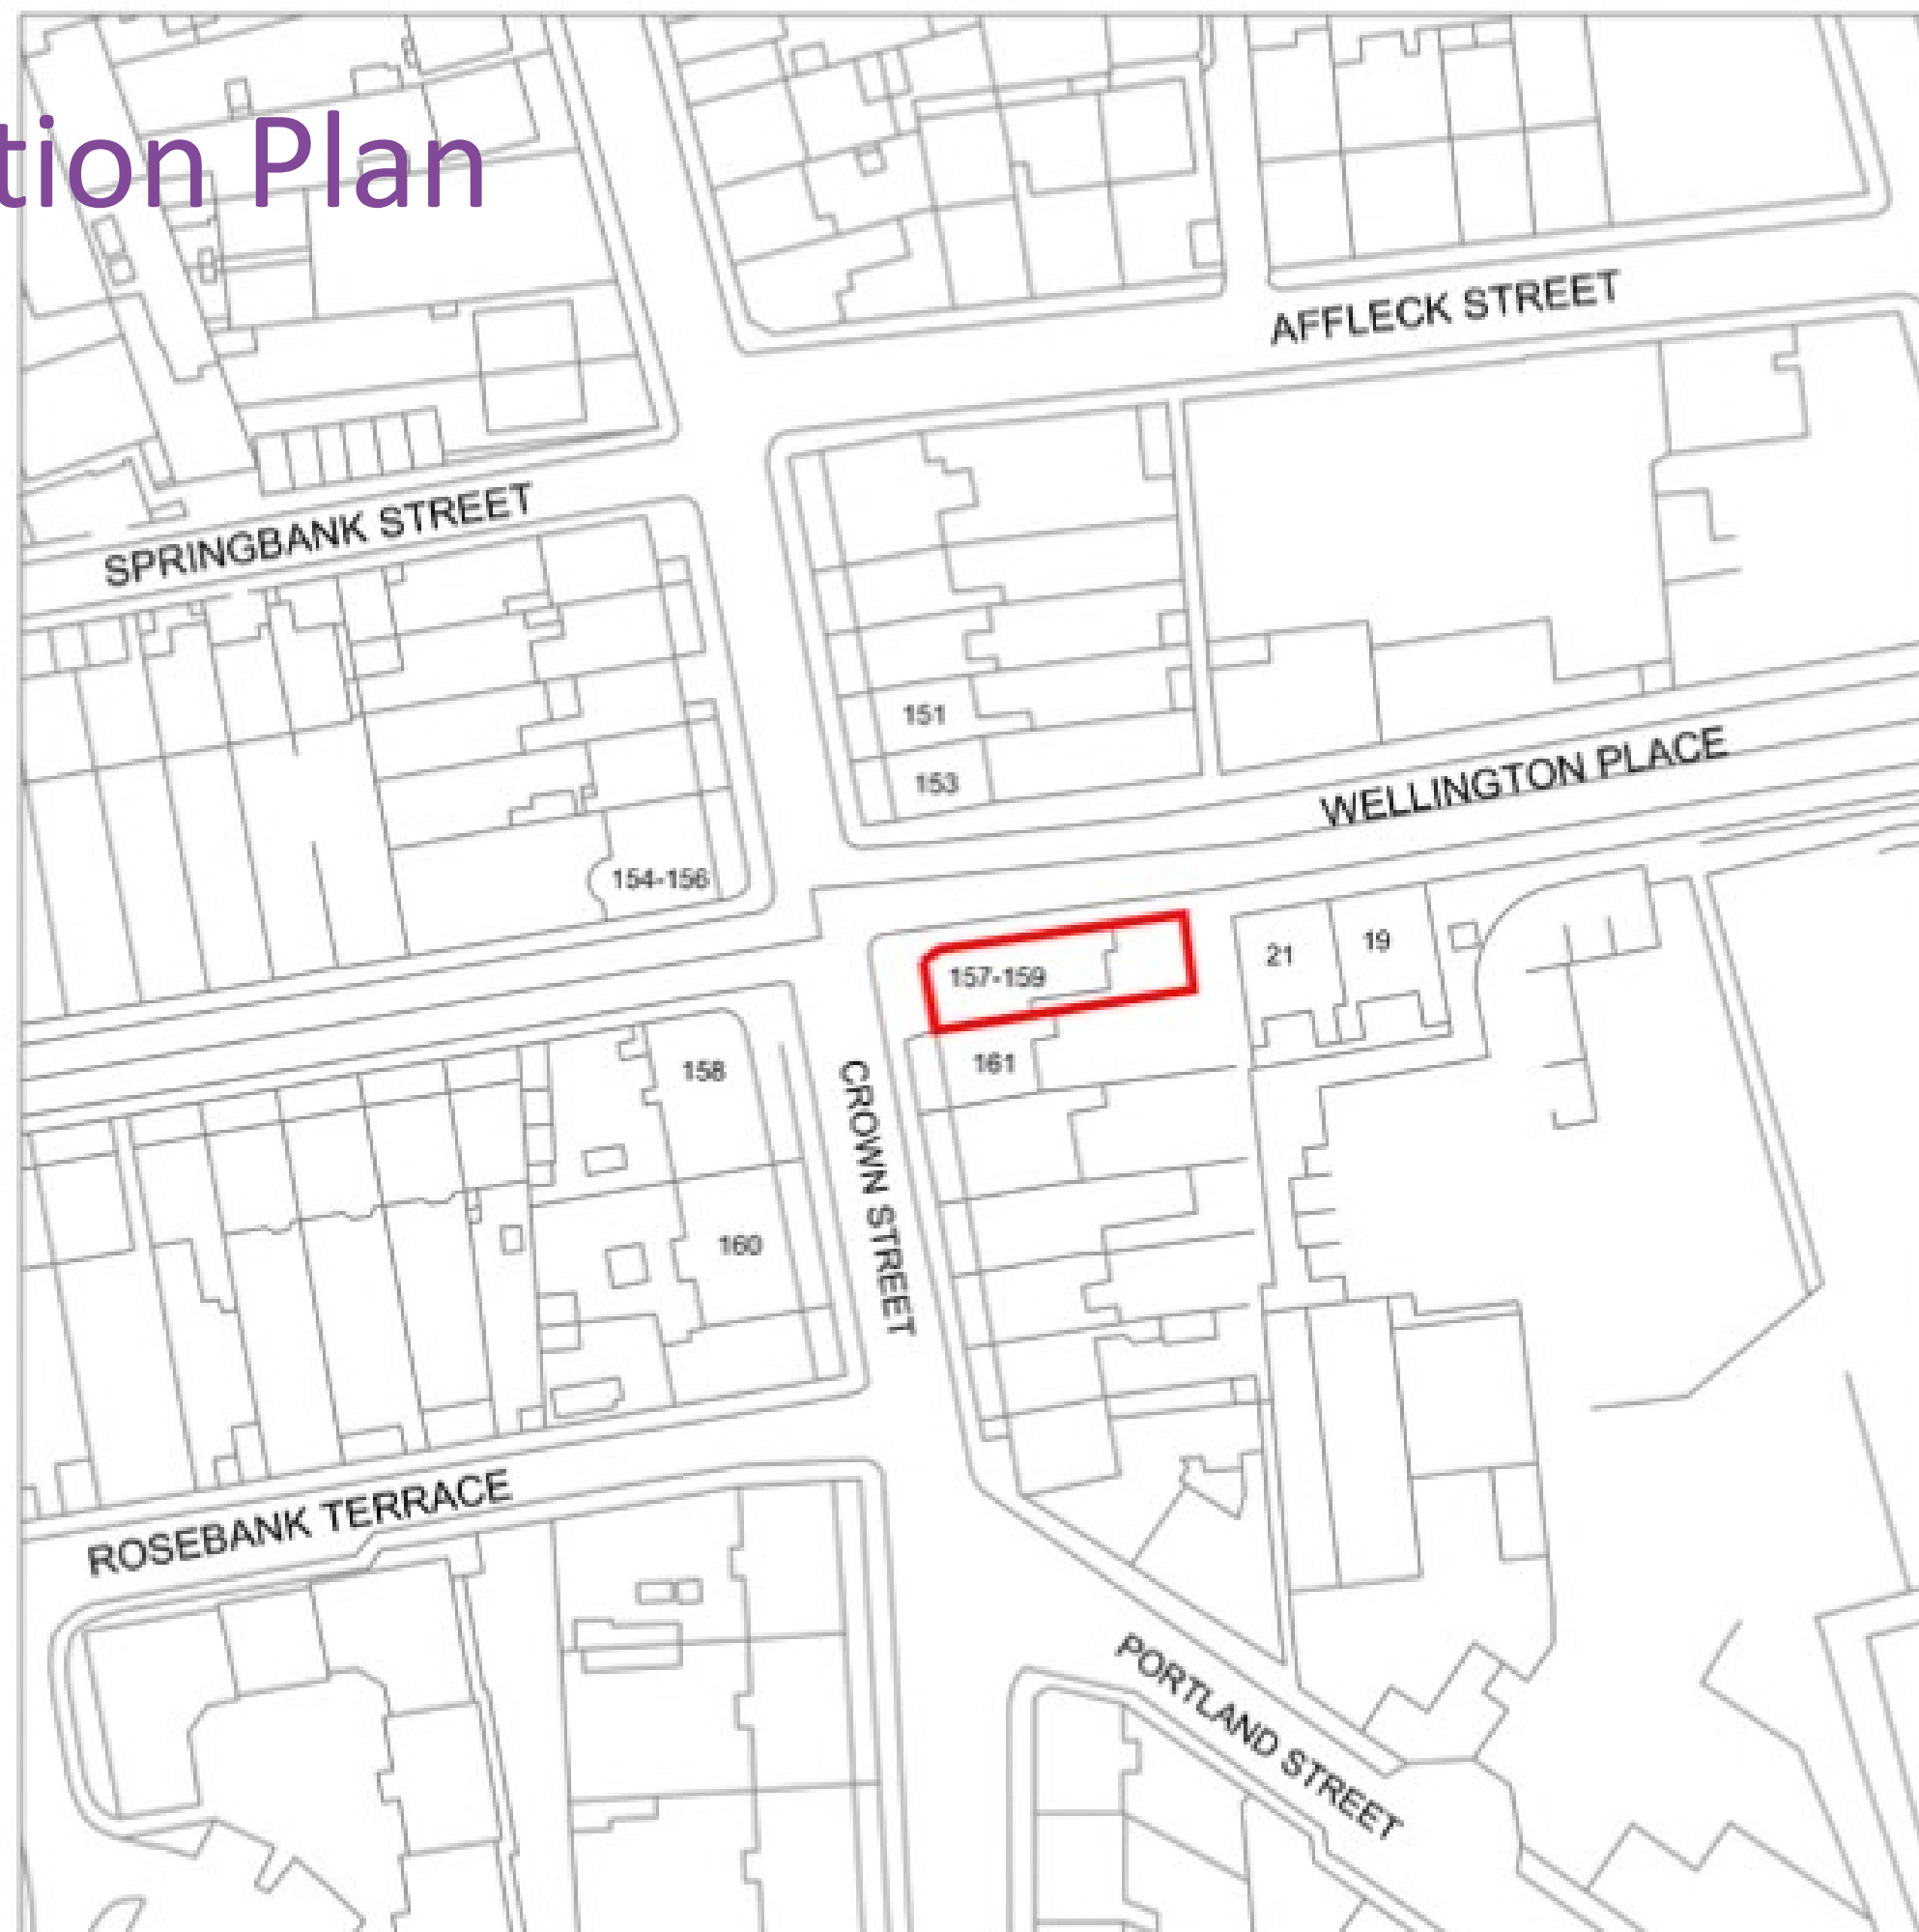 tion Plan
AFFLECK STREET
SPRINGBANK STREET
151
153
WELLINGTON PLACE
154-156
157-159
21
19
158
161
CROWN STREET
160
ROSEBANK TERRACE
PORTLAND STREET